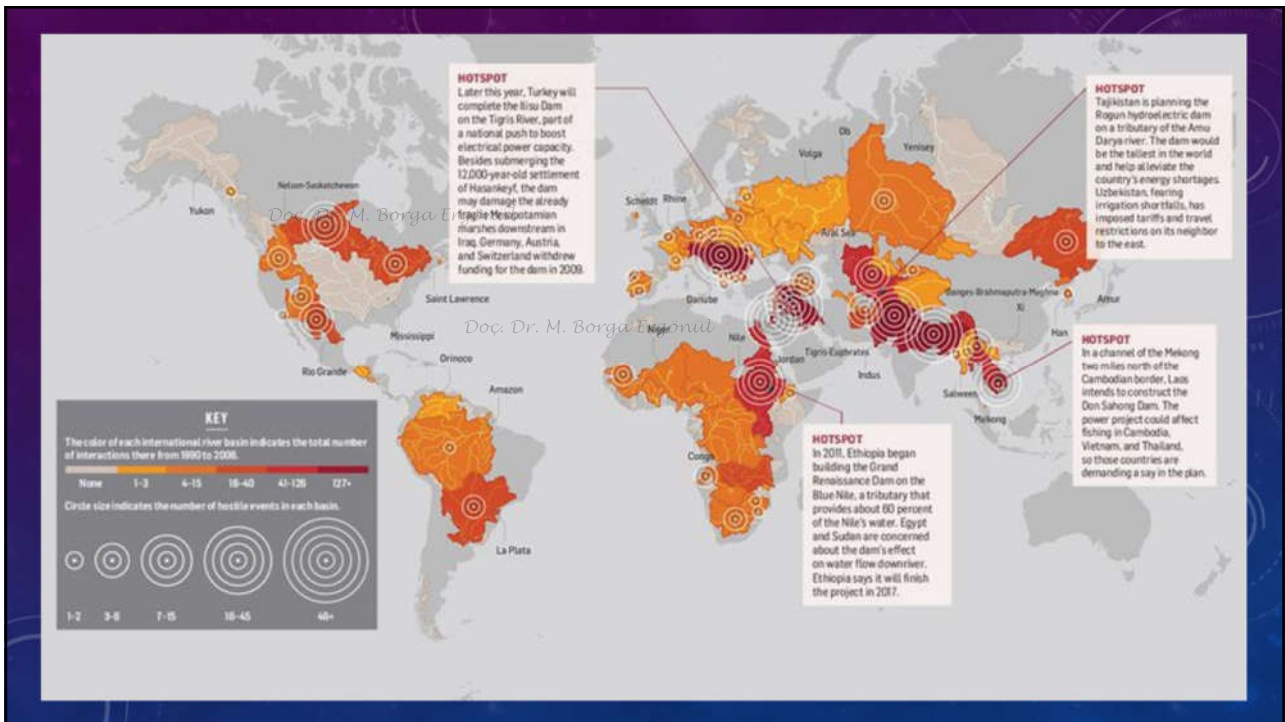 HOTSPOT
Later this year, Turkey will
complete the Ilisu Dam
on the Tigris River, part of
a national push to boost
electrical power capacity.
Besides submerging the
12,000-year-old settlement
of Hasankeyf, the dam
may damage the already
fragile Mesopotamian
marshes downstream in
Iraq. Germany, Austria,
and Switzerland withdrew
funding for the dam in 2009.
HOTSPOT
Tajikistan is planning the
Rogun hydroelectric dam
on a tributary of the Amu
Darya river. The dam would
be the tallest in the world
and help alleviate the
country's energy shortages.
Uzbekistan, fearing
irrigation shortfalls, has
imposed tariffs and travel
restrictions on its neighbor
to the east.
Ob
Yenisey
Volga
Nelson-Saskatchewan
Scheldt Rhine
Yukon
Doç. Dr. M. Borga
Aral Sea
Saint Lawrence
Danube
Ganges-Brahmaputra-Meghna
Amur
Xi
Doç. Dr. M. Borga Ergönül
Mississippi
Niger
Nile
Han
Orinoco
Jordan
Tigris-Euphrates
Rio Grande
Indus
Amazon
Salween
Mekong
HOTSPOT
In a channel of the Mekong
two miles north of the
Cambodian border, Laos
intends to construct the
Don Sahong Dam. The
power project could affect
fishing in Cambodia,
Vietnam, and Thailand,
so those countries are
demanding a say in the plan.
KEY
The color of each international river basin indicates the total number
of interactions there from 1990 to 2008.
None 1-3 4-15 16-40 41-126 127+
Circle size indicates the number of hostile events in each basin.
1-2 3-6 7-15 16-45 46+
Congo
La Plata
HOTSPOT
In 2011, Ethiopia began
building the Grand
Renaissance Dam on the
Blue Nile, a tributary that
provides about 60 percent
of the Nile's water. Egypt
and Sudan are concerned
about the dam's effect
on water flow downriver.
Ethiopia says it will finish
the project in 2017.